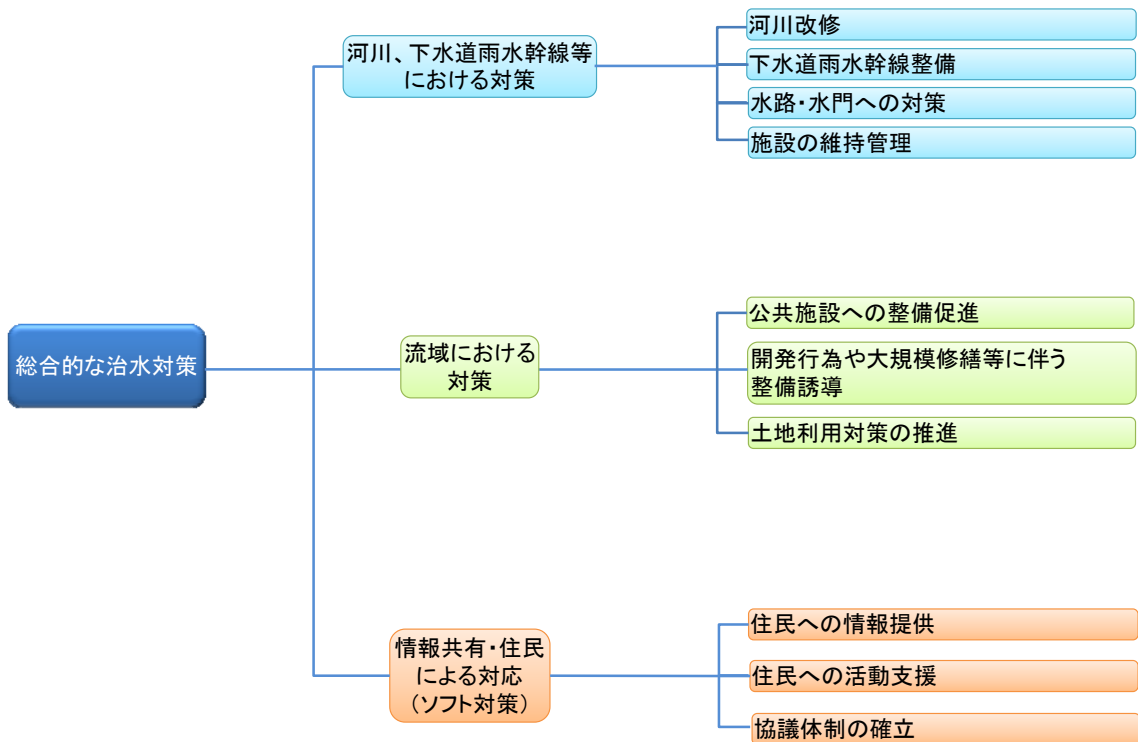 総合的な治水対策
河川、下水道雨水幹線等
における対策
河川改修
下水道雨水幹線整備
水路・水門への対策
施設の維持管理
流域における
対策
公共施設への整備促進
開発行為や大規模修繕等に伴う
整備誘導
土地利用対策の推進
情報共有・住民
による対応
（ソフト対策）
住民への情報提供
住民への活動支援
協議体制の確立